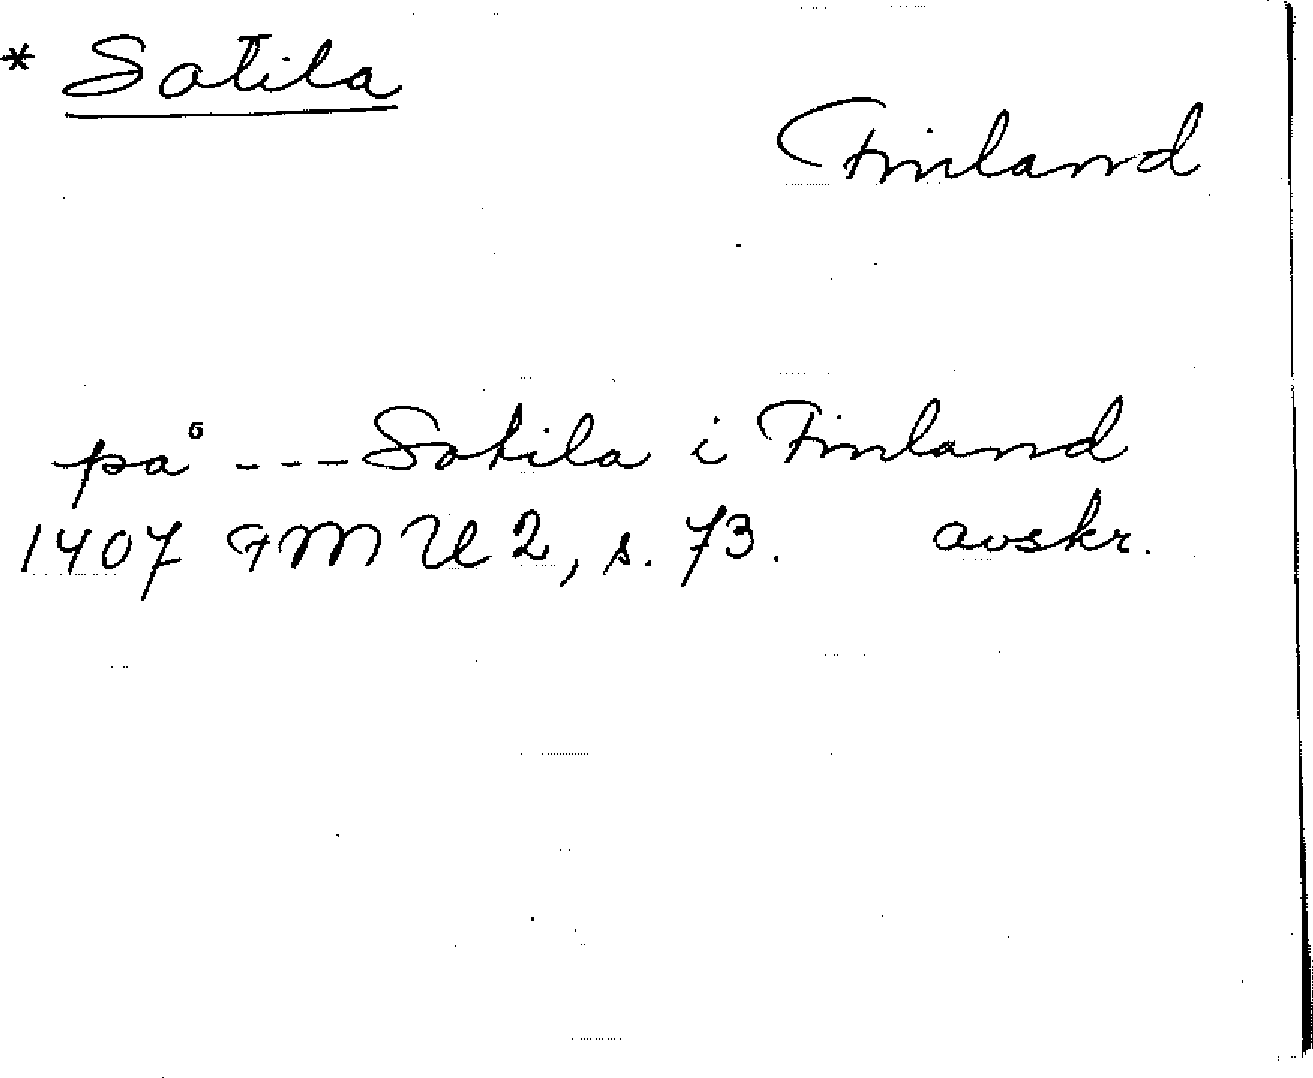 * Sotila
Finland
på ---Sotila i Finland
1407 FMU 2, s. 73. avskr.